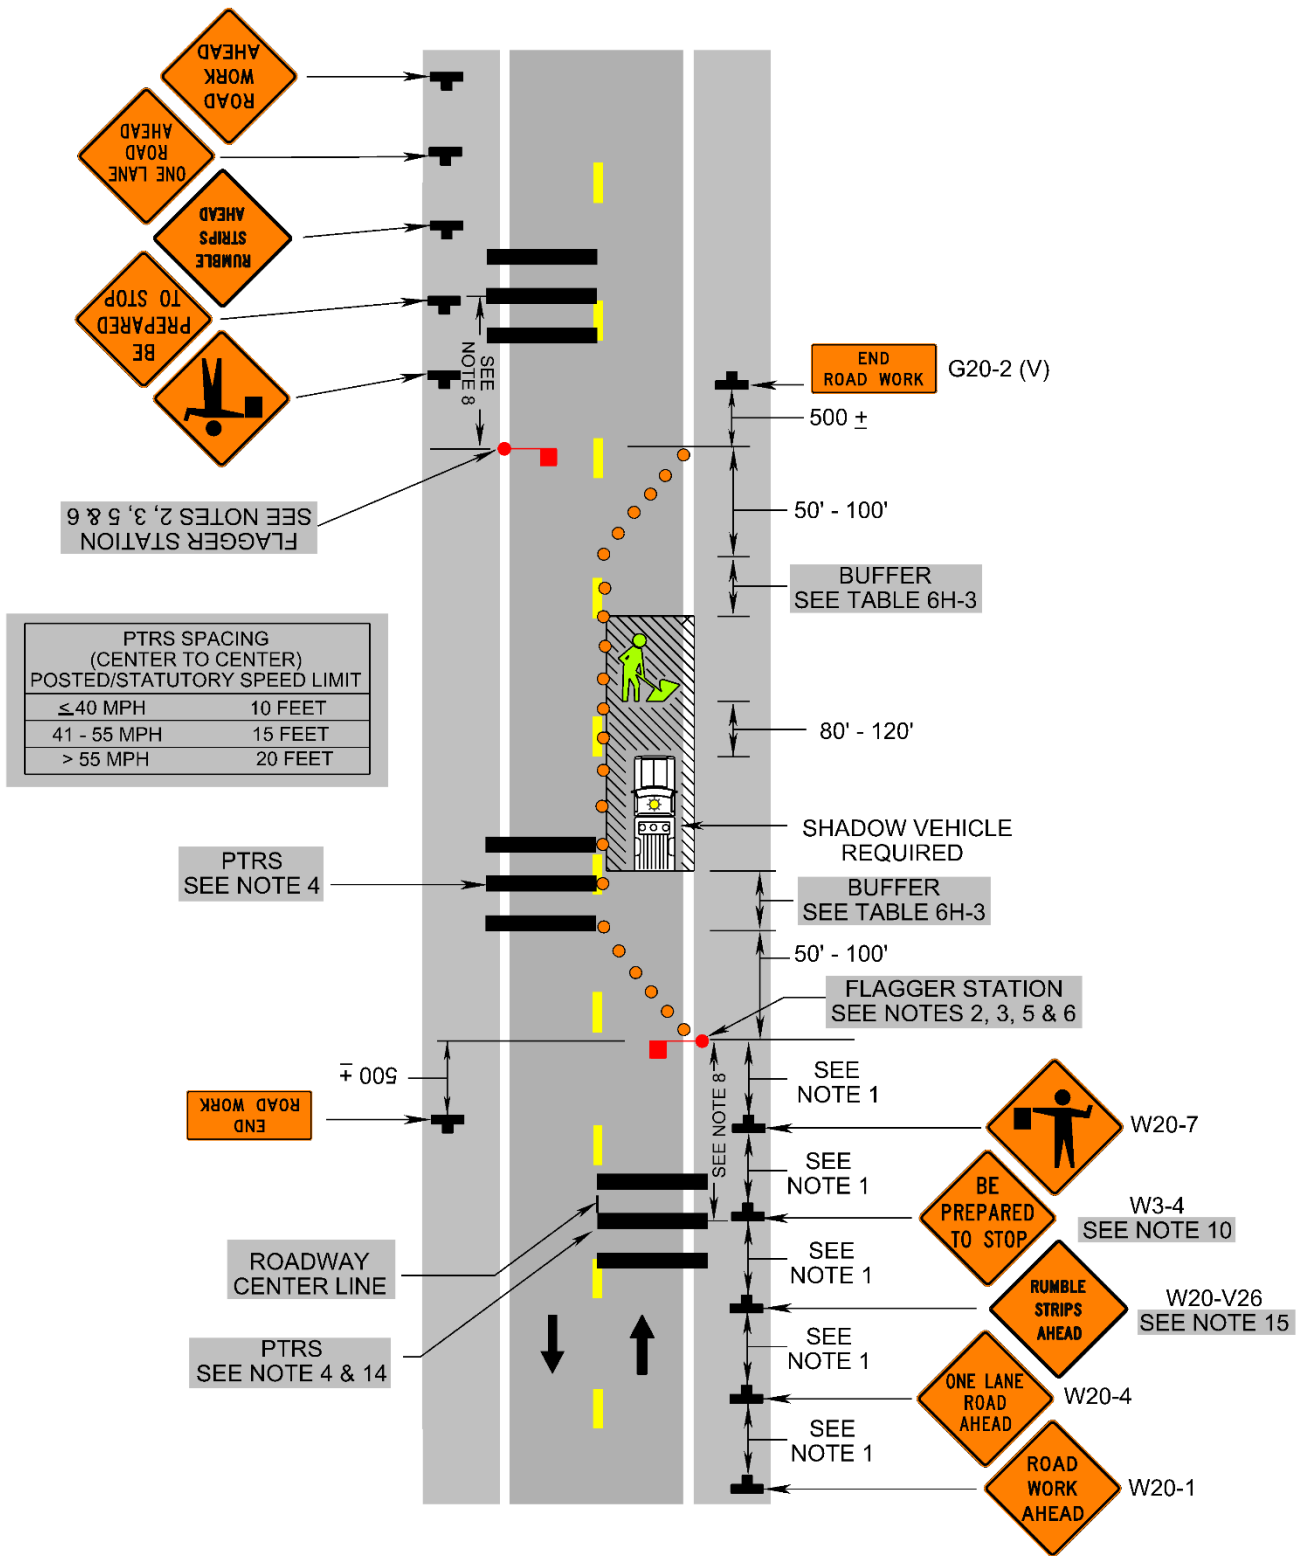 ROAD
WORK
AHEAD
ONE LANE
ROAD
AHEAD
RUMBLE
STRIPS
AHEAD
BE
PREPARED
TO STOP
SEE
NOTE 8
END
ROAD WORK
G20-2 (V)
500 ±
FLAGGER STATION
SEE NOTES 2, 3, 5 & 6
50' - 100'
BUFFER
SEE TABLE 6H-3
PTRS SPACING
(CENTER TO CENTER)
POSTED/STATUTORY SPEED LIMIT
≤ 40 MPH 10 FEET
41 - 55 MPH 15 FEET
> 55 MPH 20 FEET
80' - 120'
SHADOW VEHICLE
REQUIRED
PTRS
SEE NOTE 4
BUFFER
SEE TABLE 6H-3
50' - 100'
FLAGGER STATION
SEE NOTES 2, 3, 5 & 6
500 ±
END
ROAD WORK
SEE NOTE 8
SEE
NOTE 1
W20-7
SEE
NOTE 1
BE
PREPARED
TO STOP
W3-4
SEE NOTE 10
ROADWAY
CENTER LINE
SEE
NOTE 1
RUMBLE
STRIPS
AHEAD
W20-V26
SEE NOTE 15
PTRS
SEE NOTE 4 & 14
SEE
NOTE 1
ONE LANE
ROAD
AHEAD
W20-4
SEE
NOTE 1
ROAD
WORK
AHEAD
W20-1